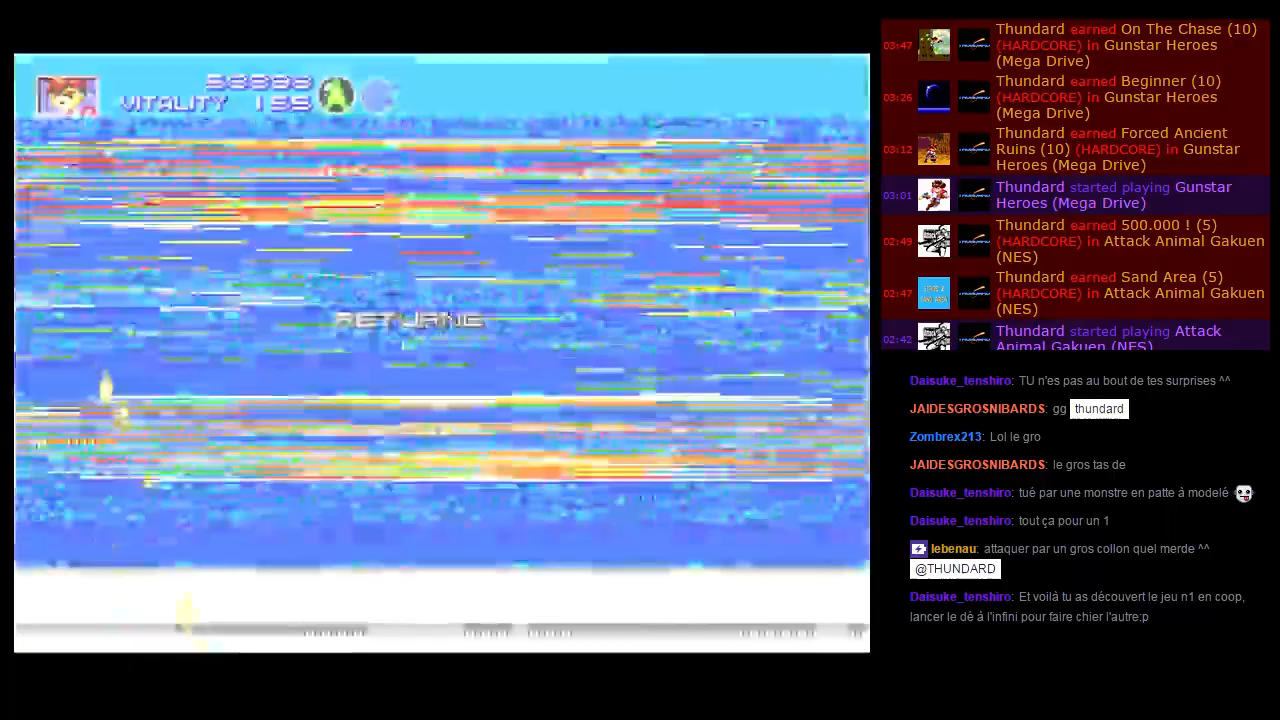 VITALITY
03:47
Thundard earned On The Chase (10)
(HARDCORE) in Gunstar Heroes
(Mega Drive)
03:26
Thundard earned Beginner (10)
(HARDCORE) in Gunstar Heroes
(Mega Drive)
03:12
Thundard earned Forced Ancient
Ruins (10) (HARDCORE) in Gunstar
Heroes (Mega Drive)
03:01
Thundard started playing Gunstar
Heroes (Mega Drive)
02:49
Thundard earned 500.000 ! (5)
(HARDCORE) in Attack Animal Gakuen
(NES)
02:47
Thundard earned Sand Area (5)
(HARDCORE) in Attack Animal Gakuen
(NES)
02:42
Thundard started playing Attack
Animal Gakuen (NES)
Daisuke_tenshiro: TU n'es pas au bout de tes surprises ^^
JAIDESGROSNIBARDS: gg thundard
Zombrex213: Lol le gro
JAIDESGROSNIBARDS: le gros tas de
Daisuke_tenshiro: tué par une monstre en patte à modelé
Daisuke_tenshiro: tout ça pour un 1
lebenau: attaquer par un gros collon quel merde ^^
@THUNDARD
Daisuke_tenshiro: Et voilà tu as découvert le jeu n1 en coop,
lancer le dé à l'infini pour faire chier l'autre:p